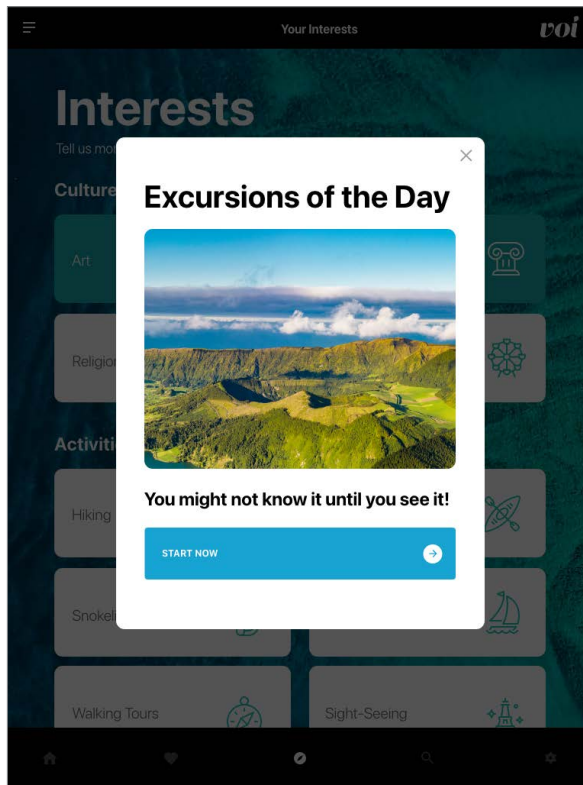 Your Interests
voi
Interests
Tell us mo
Culture
Art
Religion
Activiti
Hiking
Snokeli
Walking Tours
Sight-Seeing
Excursions of the Day
You might not know it until you see it!
START NOW